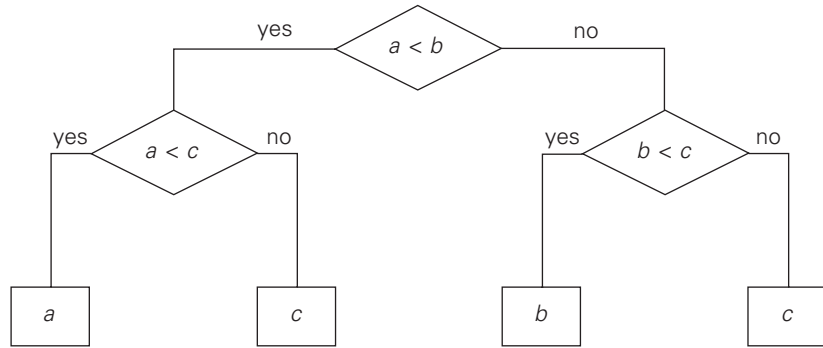 yes a < b no
yes a < c no yes b < c no
a c b c